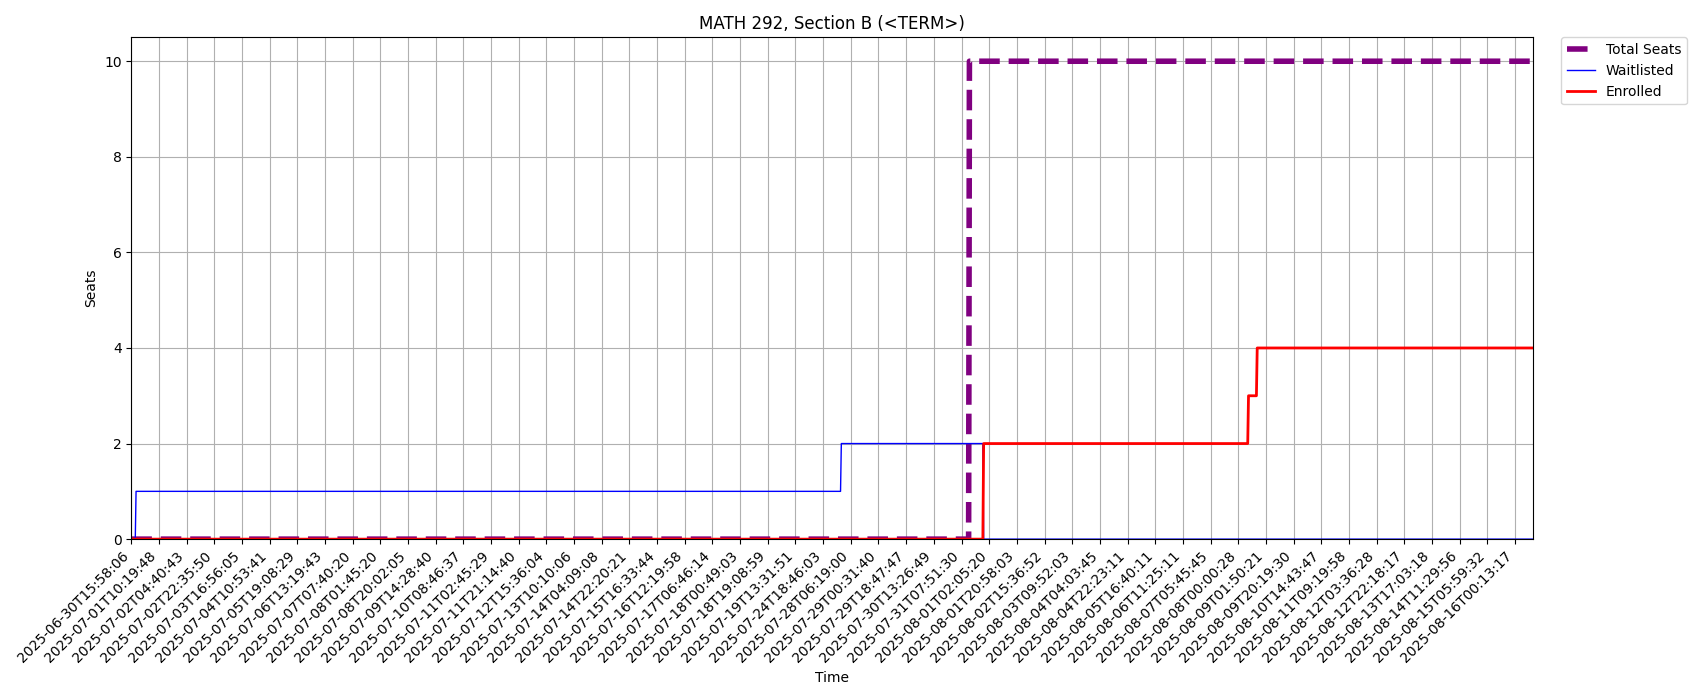 MATH 292, Section B (<TERM>)
Total Seats
Waitlisted
Enrolled
Seats
10
8
6
4
2
0
2025-06-30T15:58:06
2025-07-01T10:19:48
2025-07-02T04:40:43
2025-07-02T22:35:50
2025-07-03T16:56:05
2025-07-04T10:53:41
2025-07-05T19:08:29
2025-07-06T13:19:43
2025-07-07T07:40:20
2025-07-08T01:45:20
2025-07-08T20:02:05
2025-07-09T14:28:40
2025-07-10T08:46:37
2025-07-11T02:45:29
2025-07-11T21:14:40
2025-07-12T15:36:04
2025-07-13T10:10:06
2025-07-14T04:09:08
2025-07-14T22:20:21
2025-07-15T16:33:44
2025-07-16T12:19:58
2025-07-17T06:46:14
2025-07-18T00:49:03
2025-07-18T19:08:59
2025-07-19T13:31:51
2025-07-24T18:46:03
2025-07-28T06:19:00
2025-07-29T00:31:40
2025-07-29T18:47:47
2025-07-30T13:26:49
2025-07-31T07:51:30
2025-08-01T02:05:20
2025-08-01T20:58:03
2025-08-02T15:36:52
2025-08-03T09:52:03
2025-08-04T04:03:45
2025-08-04T22:23:11
2025-08-05T16:40:11
2025-08-06T11:25:11
2025-08-07T05:45:45
2025-08-08T00:00:28
2025-08-09T01:50:21
2025-08-09T20:19:30
2025-08-10T14:43:47
2025-08-11T09:19:58
2025-08-12T03:36:28
2025-08-12T22:18:17
2025-08-13T17:03:18
2025-08-14T11:29:56
2025-08-15T05:59:32
2025-08-16T00:13:17
Time